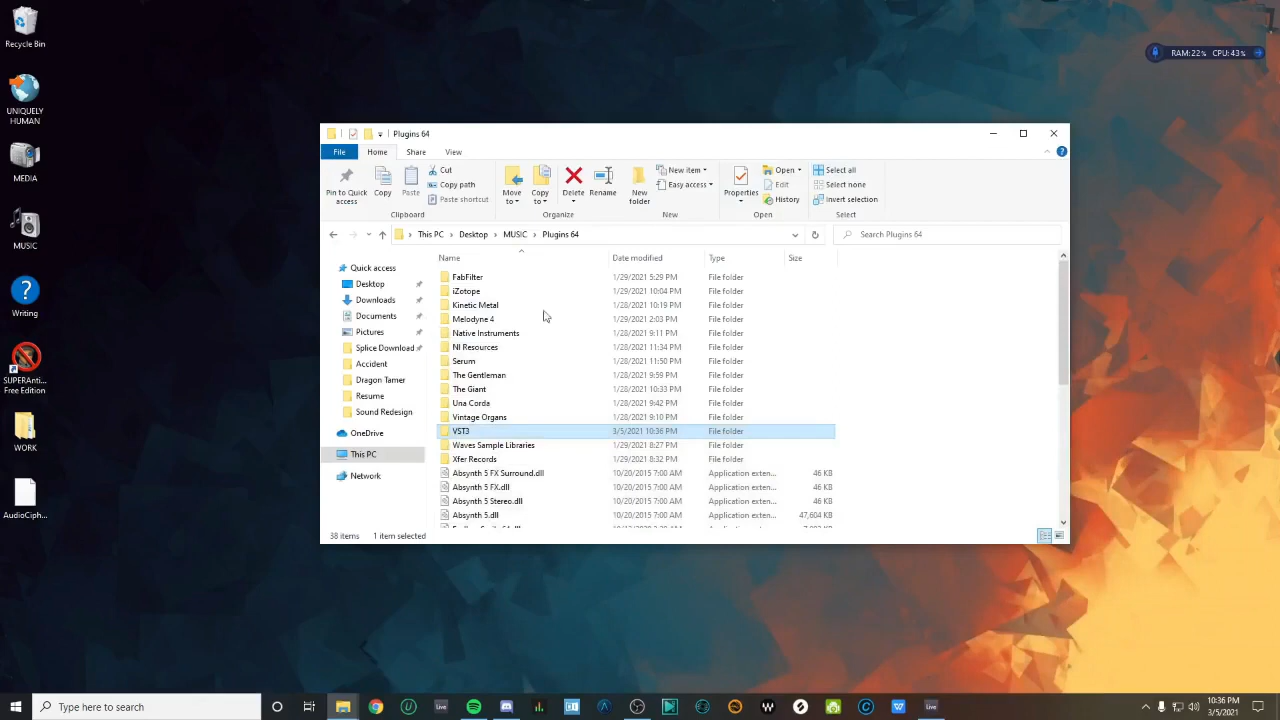 Recycle Bin
UNIQUELY
HUMAN
MEDIA
MUSIC
Writing
SUPERAnti...
Free Edition
WORK
AudioCiph...
RAM:22% CPU:43%
Plugins 64
File Home Share View
Pin to Quick
access
Copy
Paste
Cut
Copy path
Paste shortcut
Clipboard
Move
to
Copy
to
Delete
Rename
Organize
New
folder
New item
Easy access
New
Properties
Open
Edit
History
Open
Select all
Select none
Invert selection
Select
This PC > Desktop > MUSIC > Plugins 64
Search Plugins 64
Quick access
Desktop
Downloads
Documents
Pictures
Splice Download
Accident
Dragon Tamer
Resume
Sound Redesign
OneDrive
This PC
Network
Name Date modified Type Size
FabFilter 1/29/2021 5:29 PM File folder
iZotope 1/29/2021 10:04 PM File folder
Kinetic Metal 1/28/2021 10:19 PM File folder
Melodyne 4 1/29/2021 2:03 PM File folder
Native Instruments 1/28/2021 9:11 PM File folder
NI Resources 1/28/2021 11:34 PM File folder
Serum 1/28/2021 11:50 PM File folder
The Gentleman 1/28/2021 9:59 PM File folder
The Giant 1/28/2021 10:33 PM File folder
Una Corda 1/28/2021 9:42 PM File folder
Vintage Organs 1/28/2021 9:10 PM File folder
VST3 3/5/2021 10:36 PM File folder
Waves Sample Libraries 1/29/2021 8:27 PM File folder
Xfer Records 1/29/2021 8:32 PM File folder
Absynth 5 FX Surround.dll 10/20/2015 7:00 AM Application exten... 46 KB
Absynth 5 FX.dll 10/20/2015 7:00 AM Application exten... 46 KB
Absynth 5 Stereo.dll 10/20/2015 7:00 AM Application exten... 46 KB
Absynth 5.dll 10/20/2015 7:00 AM Application exten... 47,604 KB
38 items 1 item selected
Type here to search
Live
Live
10:36 PM
3/5/2021